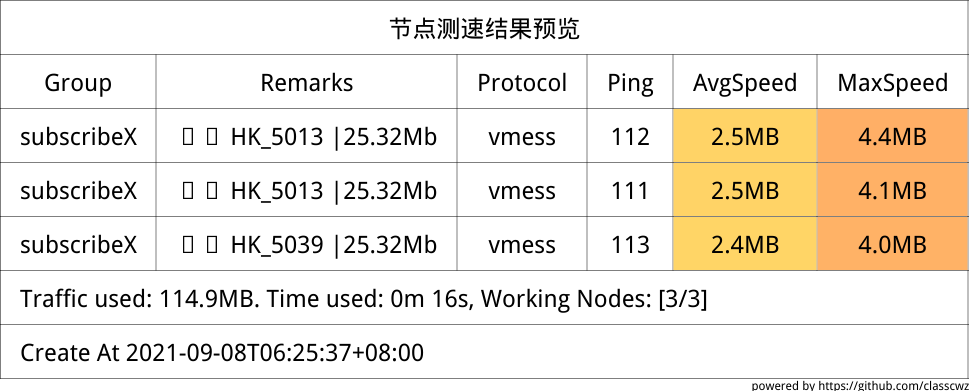 节点测速结果预览
Group Remarks Protocol Ping AvgSpeed MaxSpeed
subscribeX HK_5013 |25.32Mb vmess 112 2.5MB 4.4MB
subscribeX HK_5013 |25.32Mb vmess 111 2.5MB 4.1MB
subscribeX HK_5039 |25.32Mb vmess 113 2.4MB 4.0MB
Traffic used: 114.9MB. Time used: 0m 16s, Working Nodes: [3/3]
Create At 2021-09-08T06:25:37+08:00
powered by https://github.com/classcwz